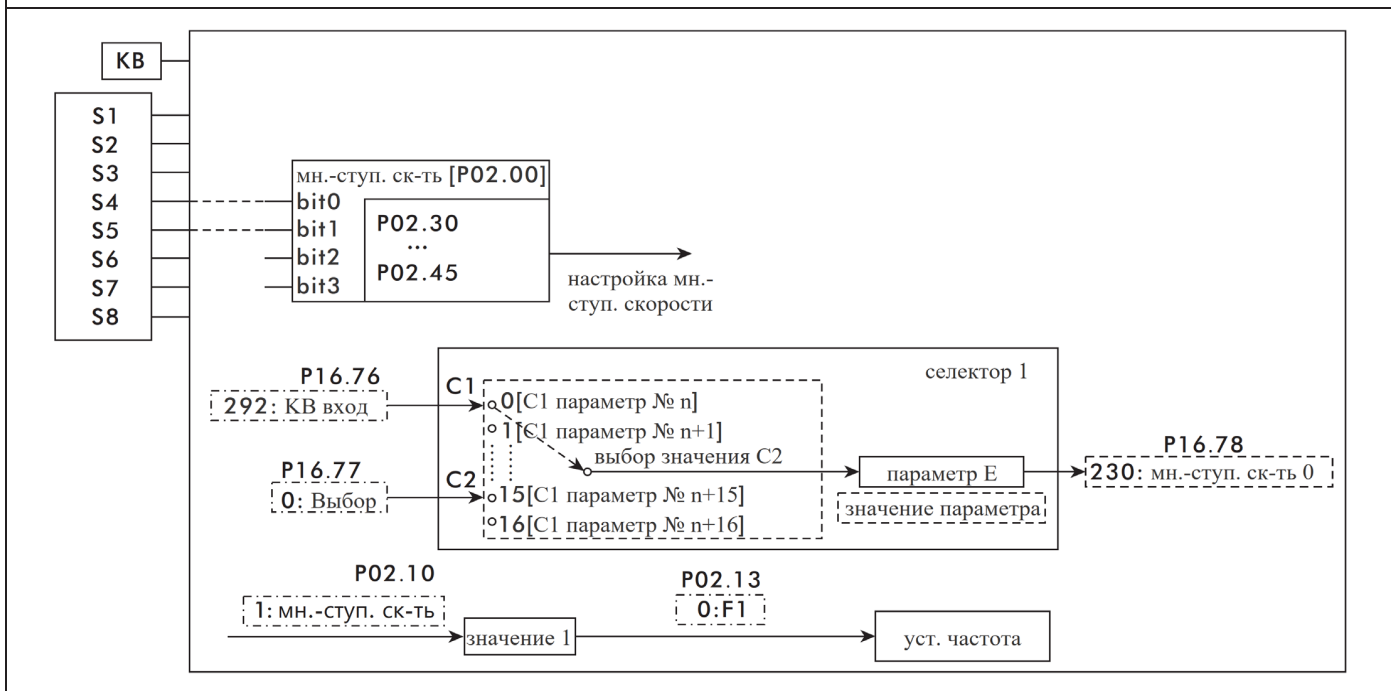 КВ
S1
S2
S3
S4
S5
S6
S7
S8
мн.-ступ. ск-ть [P02.00]
bit0
bit1
bit2
bit3
P02.30
...
P02.45
настройка мн.-
ступ. скорости
селектор 1
P16.76
292: КВ вход
C1
0[C1 параметр № n]
1[C1 параметр № n+1]
выбор значения C2
P16.77
0: Выбор
C2
15[C1 параметр № n+15]
16[C1 параметр № n+16]
параметр E
значение параметра
P16.78
230: мн.-ступ. ск-ть 0
P02.10
1: мн.-ступ. ск-ть
значение 1
P02.13
0:F1
уст. частота